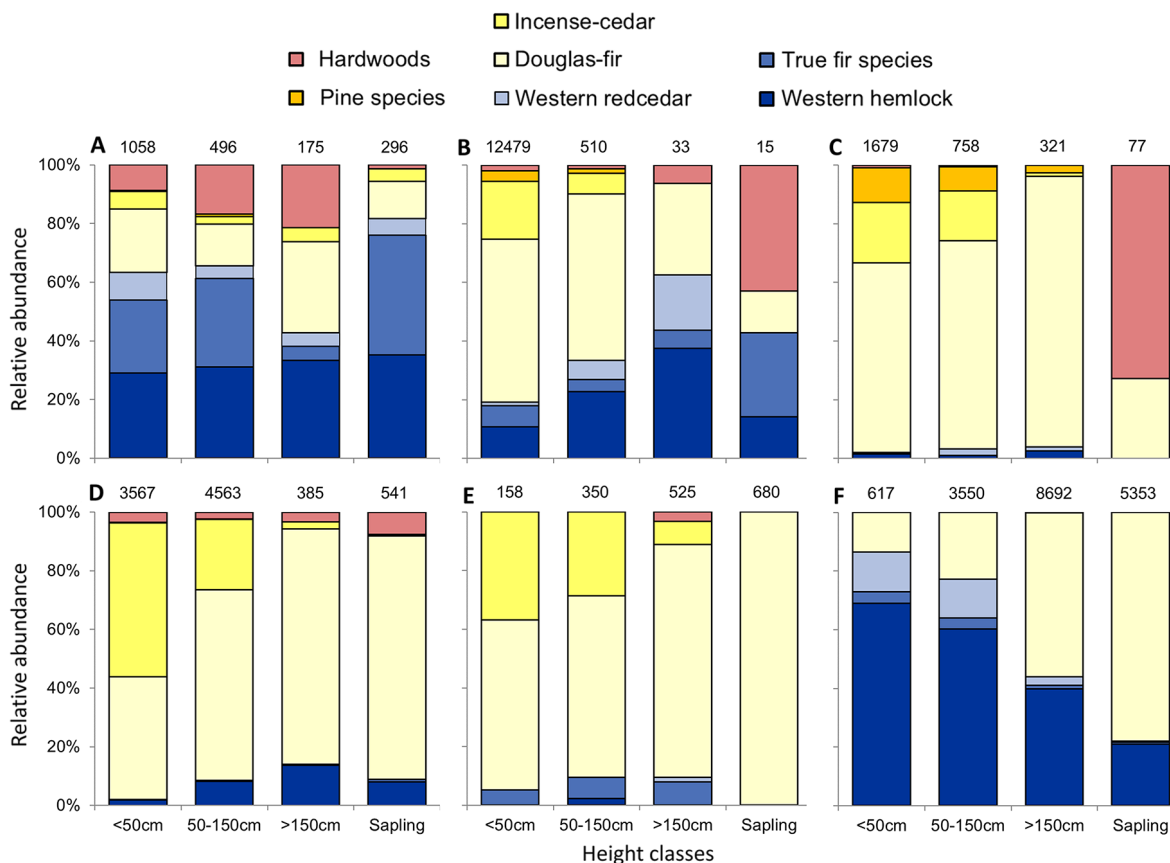 Incense-cedar
Hardwoods Douglas-fir True fir species
Pine species Western redcedar Western hemlock
A 1058 496 175 296 B 12479 510 33 15 C 1679 758 321 77
100%
80%
60%
40%
20%
0%
Relative abundance
D 3567 4563 385 541 E 158 350 525 680 F 617 3550 8692 5353
100%
80%
60%
40%
20%
0%
Relative abundance
<50cm 50-150cm >150cm Sapling <50cm 50-150cm >150cm Sapling <50cm 50-150cm >150cm Sapling
Height classes